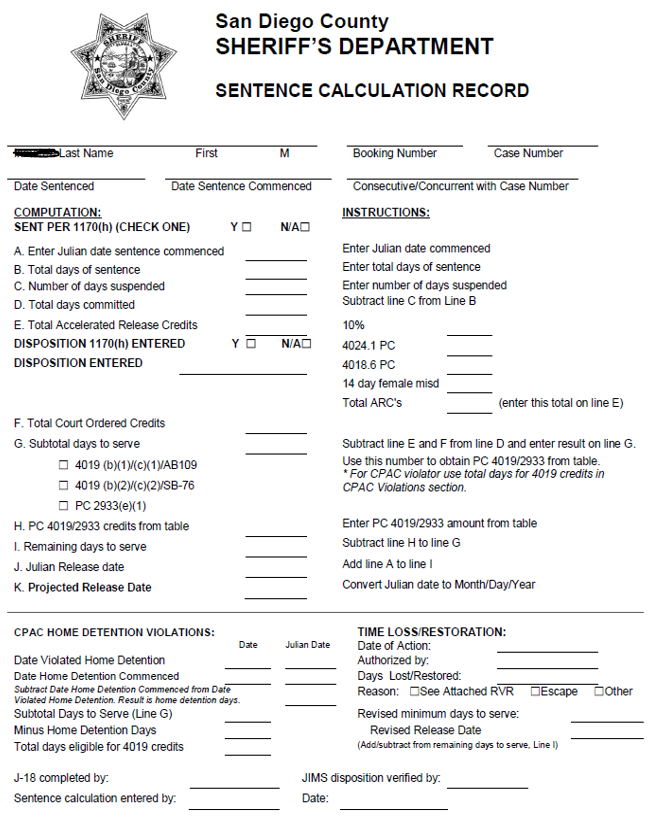 San Diego County
SHERIFF'S DEPARTMENT
SENTENCE CALCULATION RECORD
SHERIFF
San Diego County
Last Name First M Booking Number Case Number
Date Sentenced Date Sentence Commenced Consecutive/Concurrent with Case Number
COMPUTATION: INSTRUCTIONS:
SENT PER 1170(h) (CHECK ONE) Y ☐ N/A☐
A. Enter Julian date sentence commenced Enter Julian date commenced
B. Total days of sentence Enter total days of sentence
C. Number of days suspended Enter number of days suspended
D. Total days committed Subtract line C from Line B
E. Total Accelerated Release Credits 10%
DISPOSITION 1170(h) ENTERED Y ☐ N/A☐ 4024.1 PC
DISPOSITION ENTERED 4018.6 PC
14 day female misd
Total ARC's (enter this total on line E)
F. Total Court Ordered Credits
G. Subtotal days to serve Subtract line E and F from line D and enter result on line G.
☐ 4019 (b)(1)/(c)(1)/AB109 Use this number to obtain PC 4019/2933 from table.
☐ 4019 (b)(2)/(c)(2)/SB-76 * For CPAC violator use total days for 4019 credits in
CPAC Violations section.
☐ PC 2933(e)(1)
H. PC 4019/2933 credits from table Enter PC 4019/2933 amount from table
I. Remaining days to serve Subtract line H to line G
J. Julian Release date Add line A to line I
K. Projected Release Date Convert Julian date to Month/Day/Year
CPAC HOME DETENTION VIOLATIONS: TIME LOSS/RESTORATION:
Date Julian Date Date of Action:
Date Violated Home Detention Authorized by:
Date Home Detention Commenced Days Lost/Restored:
Subtract Date Home Detention Commenced from Date Reason: ☐See Attached RVR ☐Escape ☐Other
Violated Home Detention. Result is home detention days.
Subtotal Days to Serve (Line G) Revised minimum days to serve:
Minus Home Detention Days Revised Release Date
Total days eligible for 4019 credits (Add/subtract from remaining days to serve, Line I)
J-18 completed by: JIMS disposition verified by:
Sentence calculation entered by: Date: